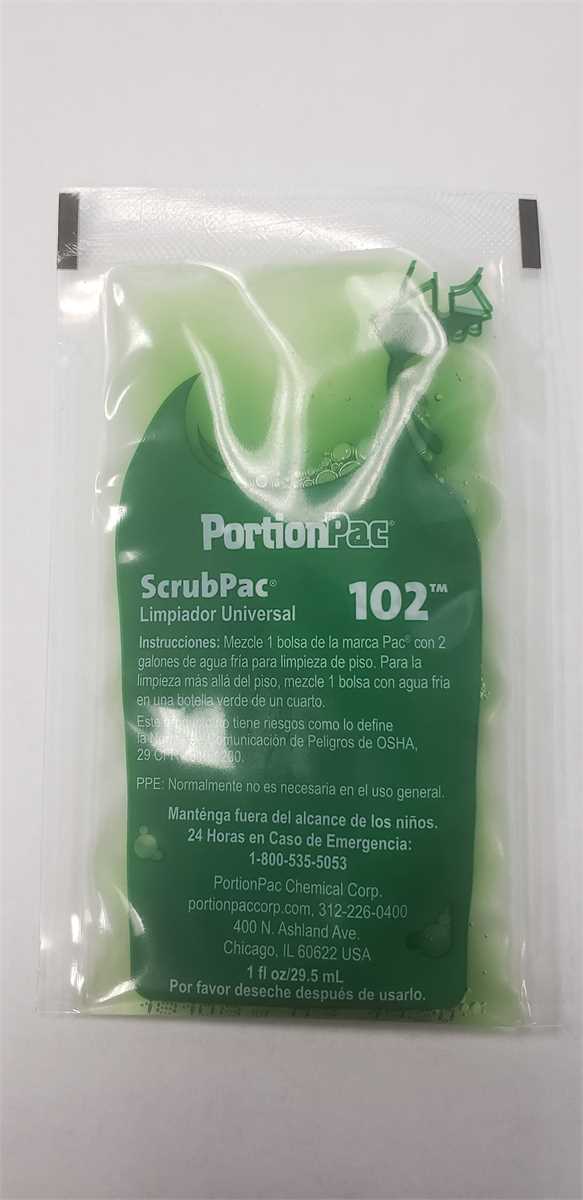 PortionPac®
ScrubPac® 102™
Limpiador Universal
Instrucciones: Mezcle 1 bolsa de la marca Pac® con 2
galones de agua fría para limpieza de piso. Para la
limpieza más allá del piso, mezcle 1 bolsa con agua fria
en una botella verde de un cuarto.
Este no tiene riesgos como lo define
la Comunicación de Peligros de OSHA,
29
PPE: Normalmente no es necesaria en el uso general.
Manténga fuera del alcance de los niños.
24 Horas en Caso de Emergencia:
1-800-535-5053
PortionPac Chemical Corp.
portionpaccorp.com, 312-226-0400
400 N. Ashland Ave.
Chicago, IL 60622 USA
1 fl oz/29.5 mL
Por favor deseche después de usarlo.